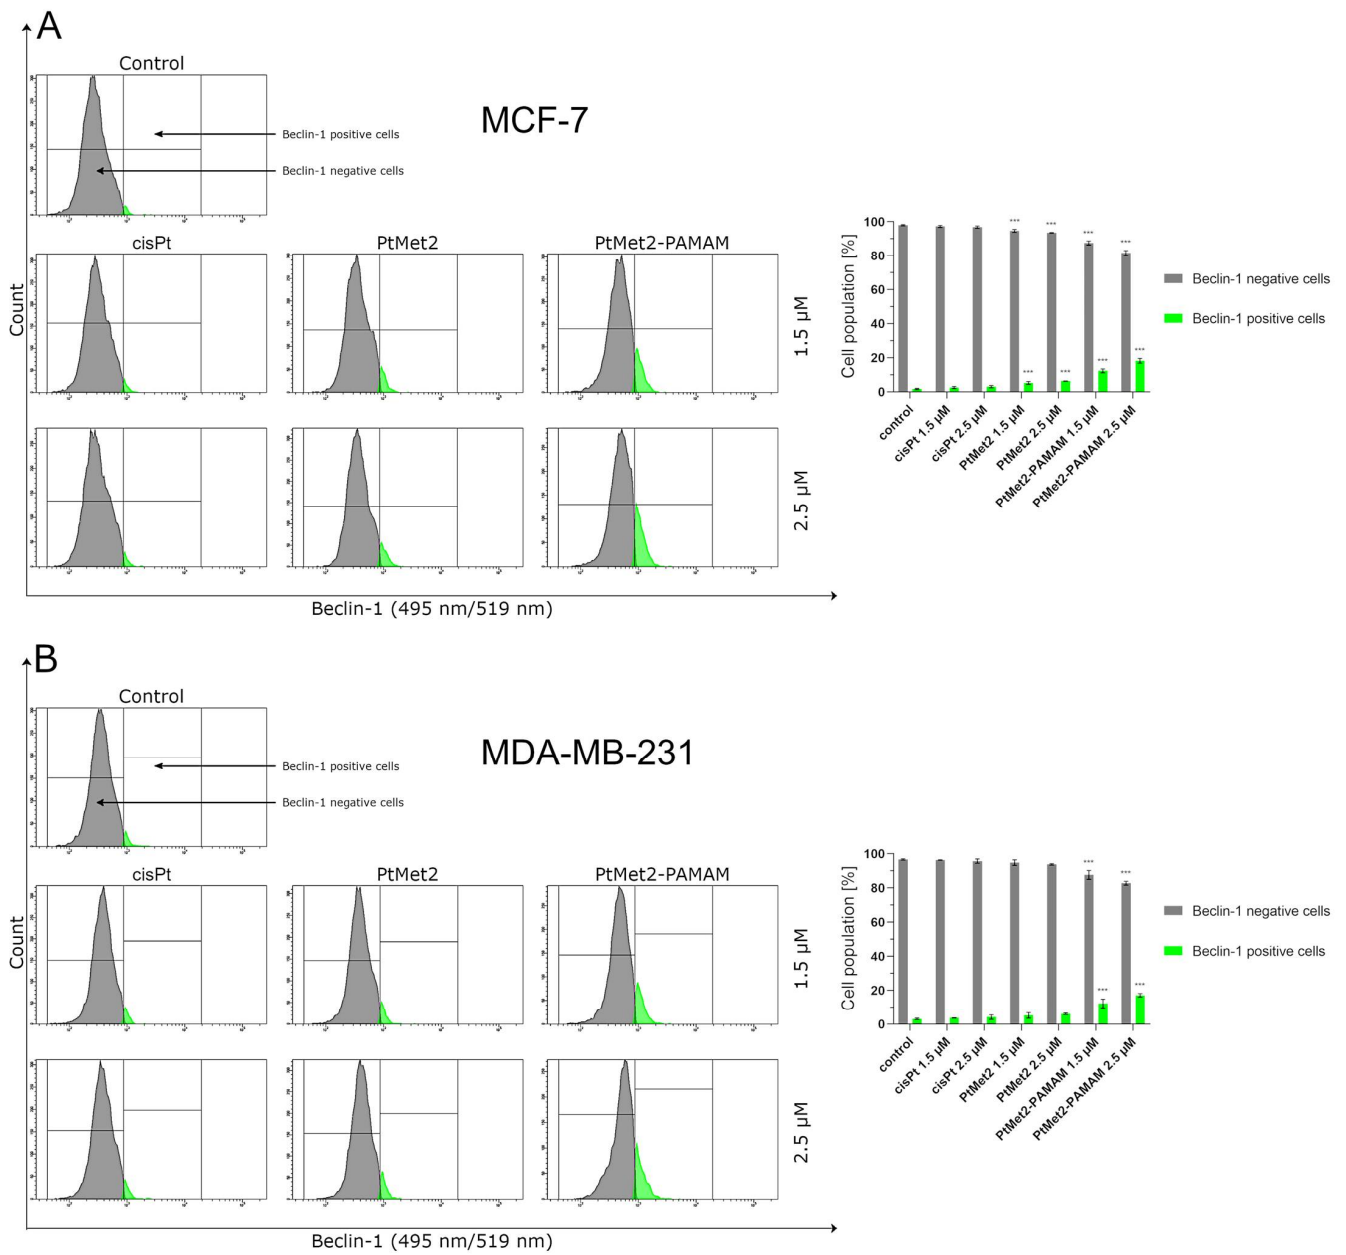 A
Control
MCF-7
Beclin-1 positive cells
Beclin-1 negative cells
cisPt
PtMet2
PtMet2-PAMAM
Count
1.5 µM
2.5 µM
Beclin-1 (495 nm/519 nm)
Cell population [%]
100
80
60
40
20
0
***
***
***
***
***
***
***
***
control
cisPt 1.5 µM
cisPt 2.5 µM
PtMet2 1.5 µM
PtMet2 2.5 µM
PtMet2-PAMAM 1.5 µM
PtMet2-PAMAM 2.5 µM
Beclin-1 negative cells
Beclin-1 positive cells
B
Control
MDA-MB-231
Beclin-1 positive cells
Beclin-1 negative cells
cisPt
PtMet2
PtMet2-PAMAM
Count
1.5 µM
2.5 µM
Beclin-1 (495 nm/519 nm)
Cell population [%]
100
80
60
40
20
0
***
***
***
***
control
cisPt 1.5 µM
cisPt 2.5 µM
PtMet2 1.5 µM
PtMet2 2.5 µM
PtMet2-PAMAM 1.5 µM
PtMet2-PAMAM 2.5 µM
Beclin-1 negative cells
Beclin-1 positive cells